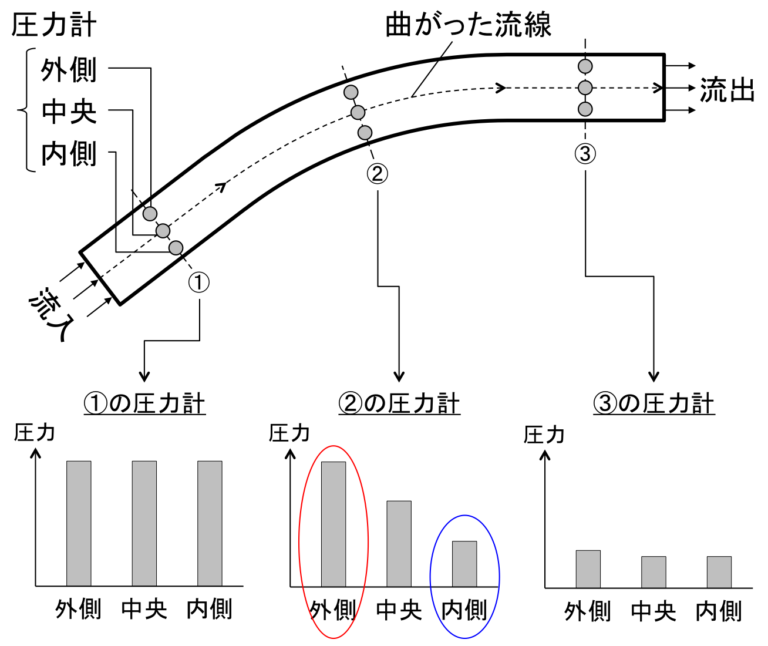 圧力計
外側
中央
内側
曲がった流線
流出
流入
①
②
③
①の圧力計
圧力
外側 中央 内側
②の圧力計
圧力
外側 中央 内側
③の圧力計
圧力
外側 中央 内側